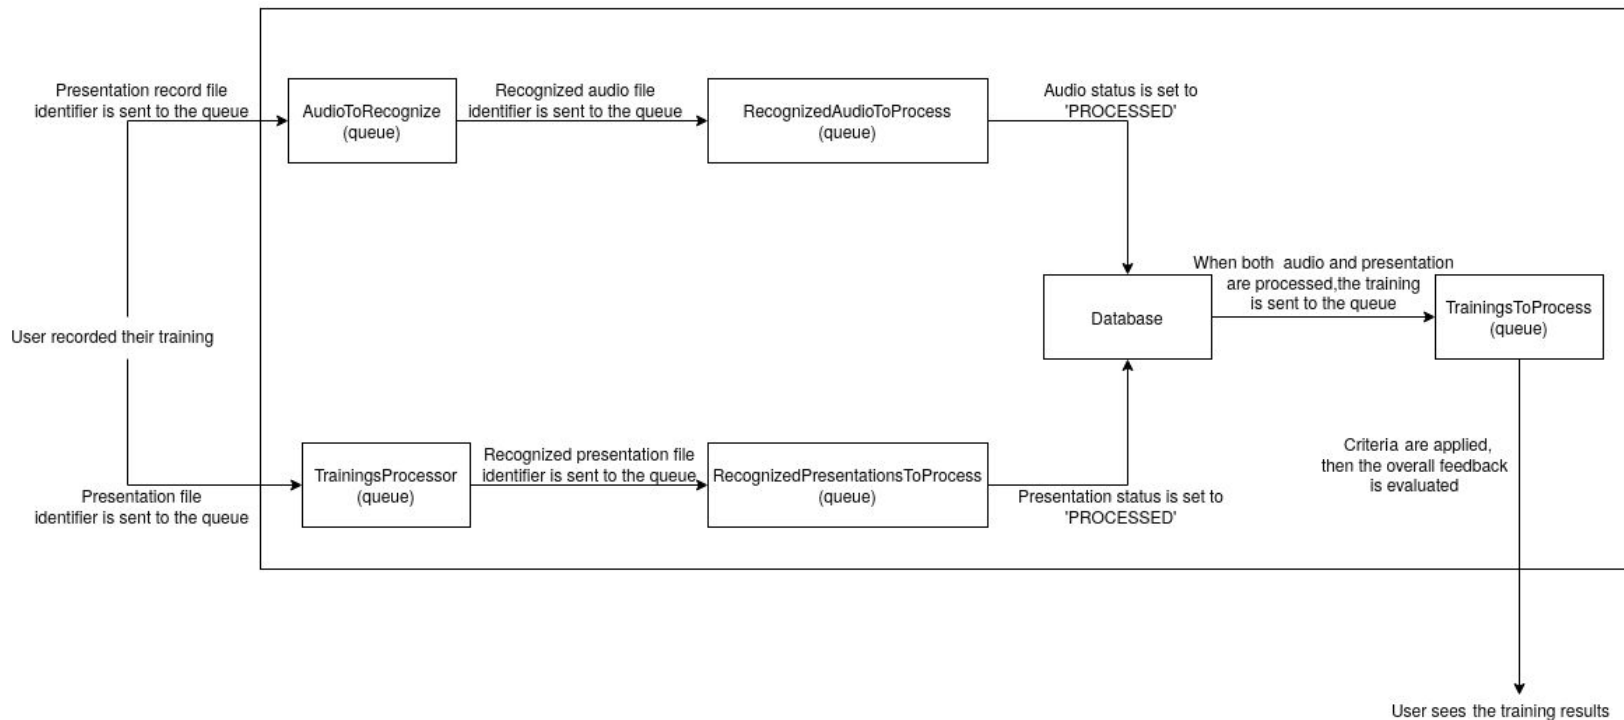 Presentation record file
identifier is sent to the queue
AudioToRecognize
(queue)
Recognized audio file
identifier is sent to the queue
RecognizedAudioToProcess
(queue)
Audio status is set to
'PROCESSED'
User recorded their training
Database
When both audio and presentation
are processed,the training
is sent to the queue
TrainingsToProcess
(queue)
Presentation file
identifier is sent to the queue
TrainingsProcessor
(queue)
Recognized presentation file
identifier is sent to the queue
RecognizedPresentationsToProcess
(queue)
Presentation status is set to
'PROCESSED'
Criteria are applied,
then the overall feedback
is evaluated
User sees the training results